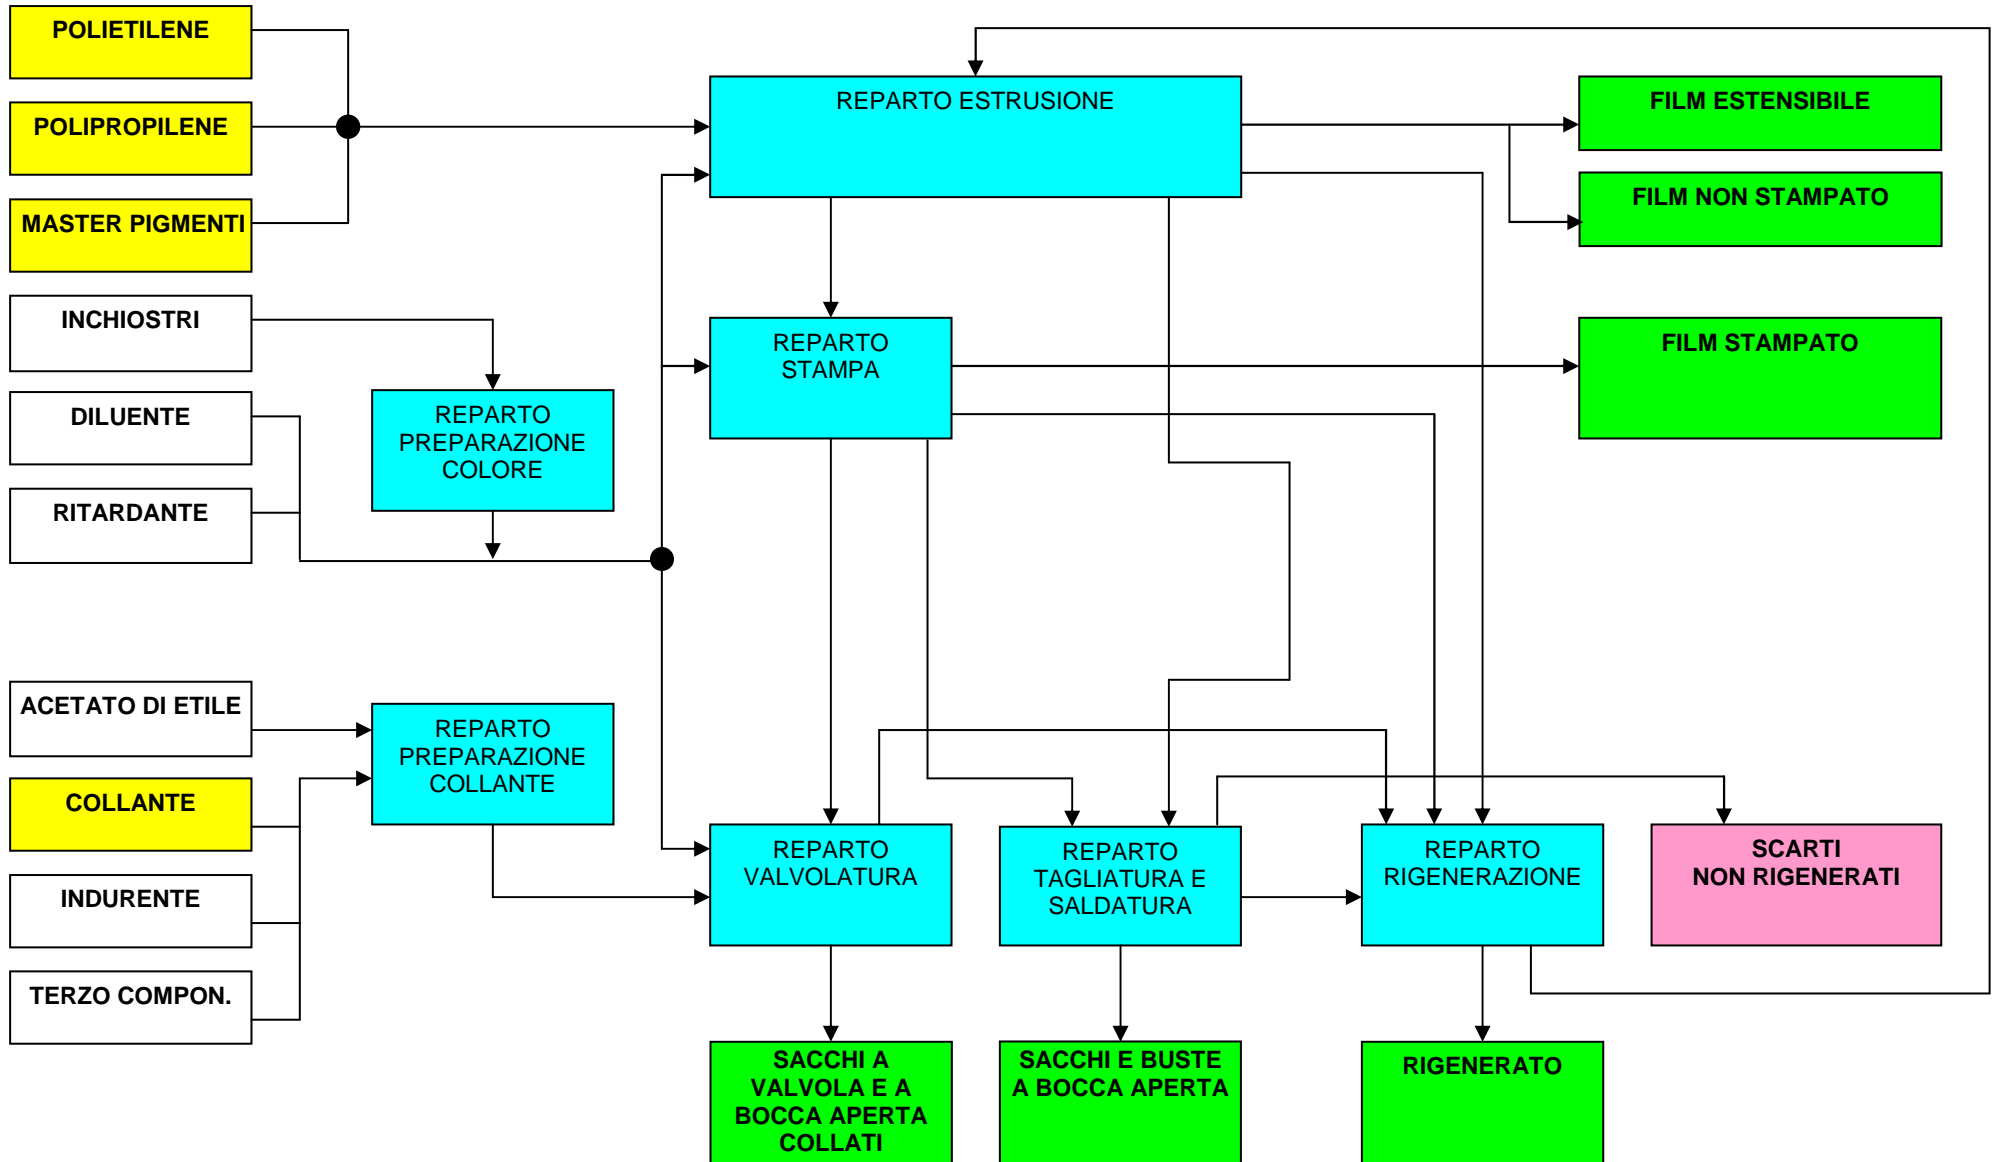 POLIETILENE
POLIPROPILENE
MASTER PIGMENTI
INCHIOSTRI
DILUENTE
RITARDANTE
ACETATO DI ETILE
COLLANTE
INDURENTE
TERZO COMPON.
REPARTO
PREPARAZIONE
COLORE
REPARTO
PREPARAZIONE
COLLANTE
REPARTO ESTRUSIONE
REPARTO
STAMPA
REPARTO
VALVOLATURA
REPARTO
TAGLIATURA E
SALDATURA
REPARTO
RIGENERAZIONE
FILM ESTENSIBILE
FILM NON STAMPATO
FILM STAMPATO
SCARTI
NON RIGENERATI
SACCHI A
VALVOLA E A
BOCCA APERTA
COLLATI
SACCHI E BUSTE
A BOCCA APERTA
RIGENERATO